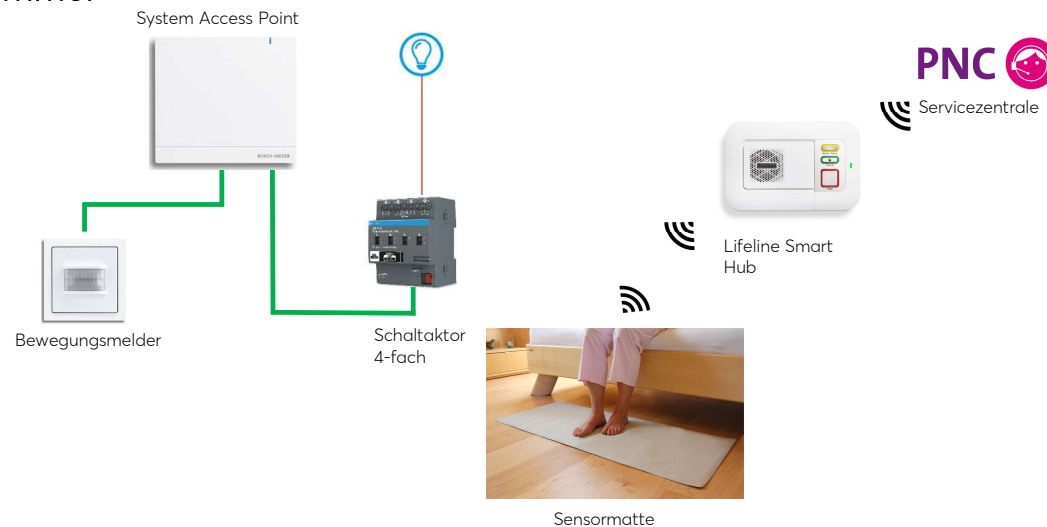 System Access Point
BUSCH-JAEGER
PNC
Servicezentrale
Lifeline Smart
Hub
Bewegungsmelder
Schaltaktor
4-fach
Sensormatte